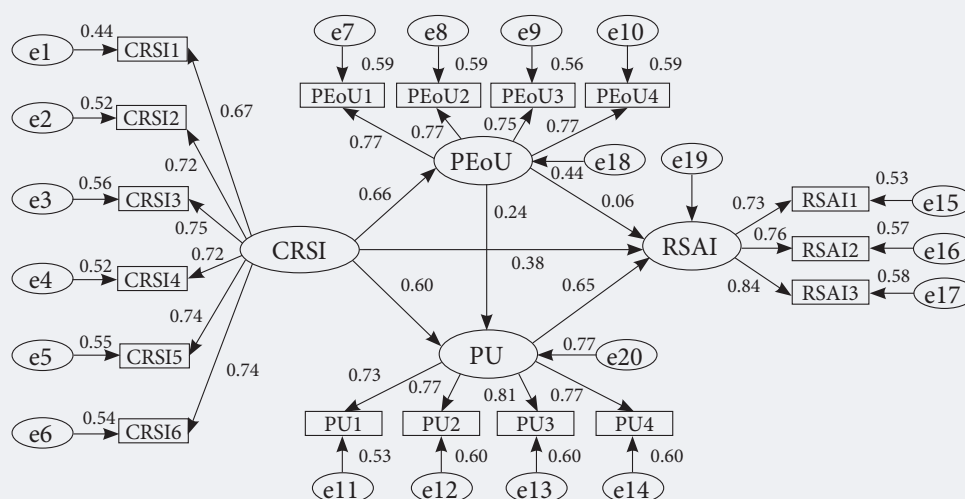 e7 e8 e9 e10
e1 0.44 CRSI1
0.59 0.59 0.56 0.59
PEoU1 PEoU2 PEoU3 PEoU4
e2 0.52 CRSI2
0.67
0.77 0.77 0.75 0.77
0.72
PEoU 0.44 e18 e19
e3 0.56 CRSI3
0.75
0.66 0.24 0.06
0.73 RSAI1 0.53 e15
CRSI
0.38
RSAI 0.76 RSAI2 0.57 e16
e4 0.52 CRSI4 0.72
0.60 0.65
0.84 RSAI3 0.58 e17
0.74
e5 0.55 CRSI5
PU 0.77 e20
0.74
0.73 0.77 0.81 0.77
e6 0.54 CRSI6
PU1 PU2 PU3 PU4
0.53 0.60 0.60 0.60
e11 e12 e13 e14